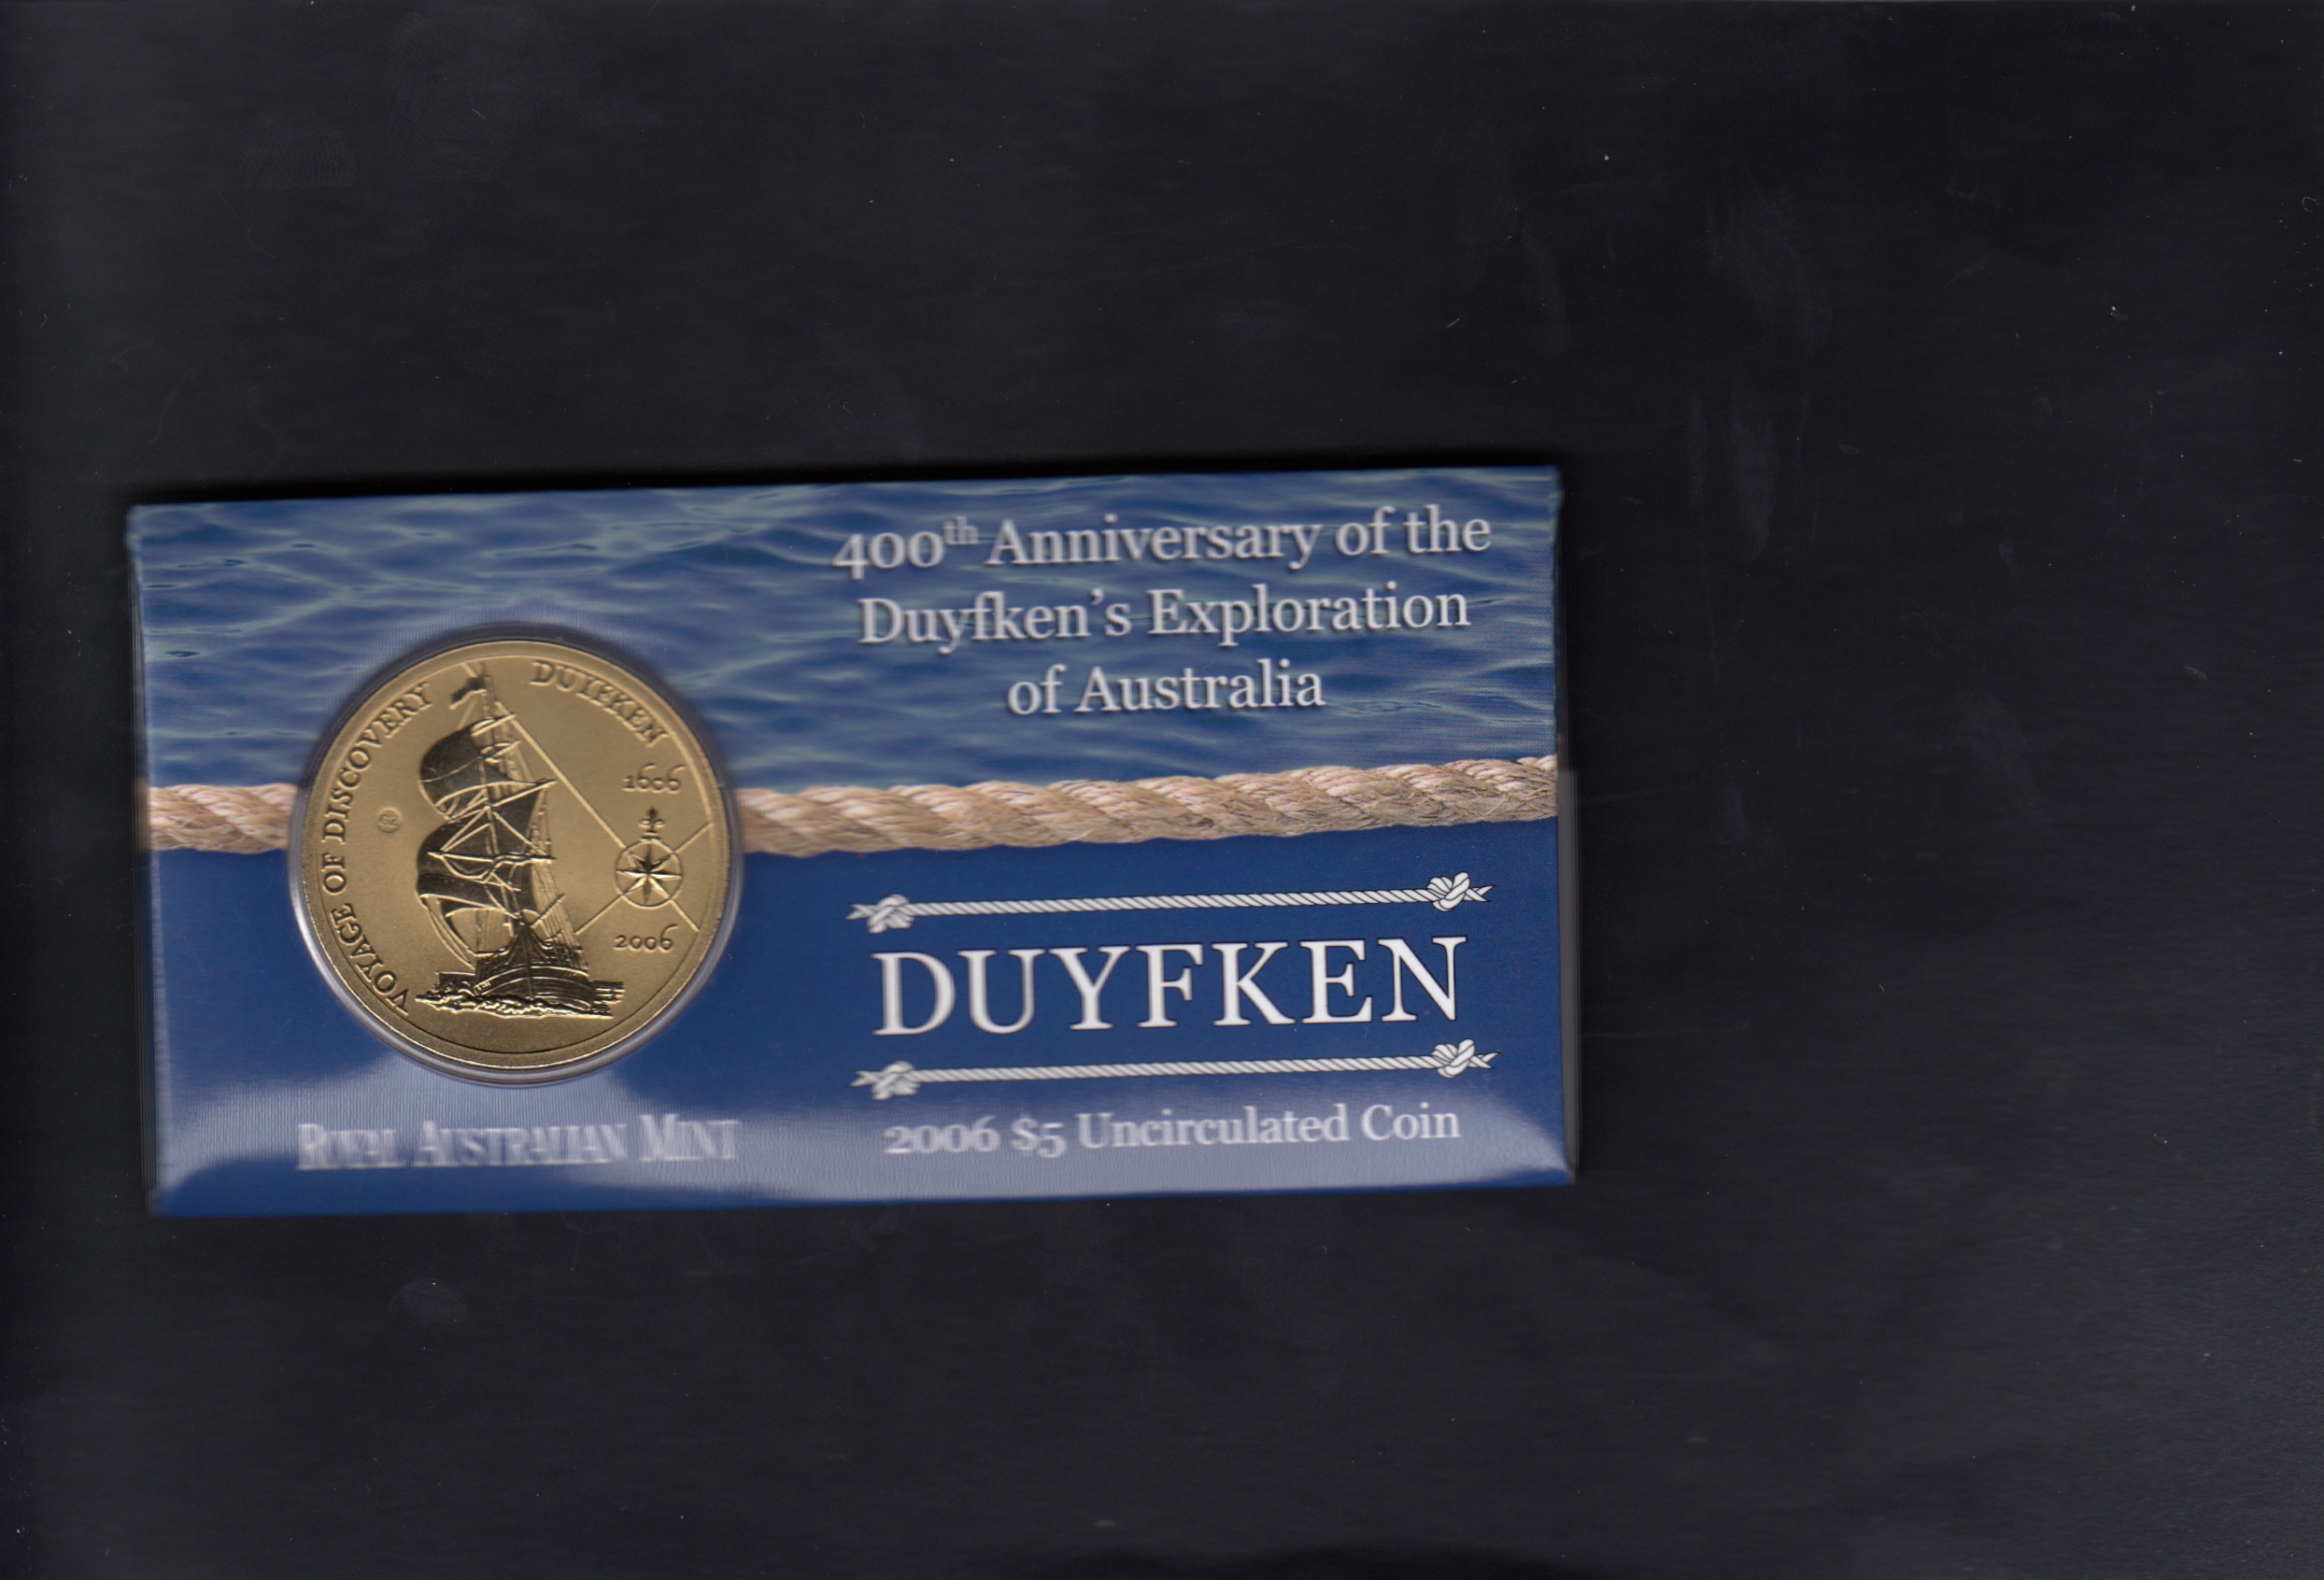 400th Anniversary of the
Duyfken's Exploration
of Australia
VOYAGE OF DISCOVERY
DUYFKEN
1606
2006
DUYFKEN
ROYAL AUSTRALIAN MINT
2006 $5 Uncirculated Coin